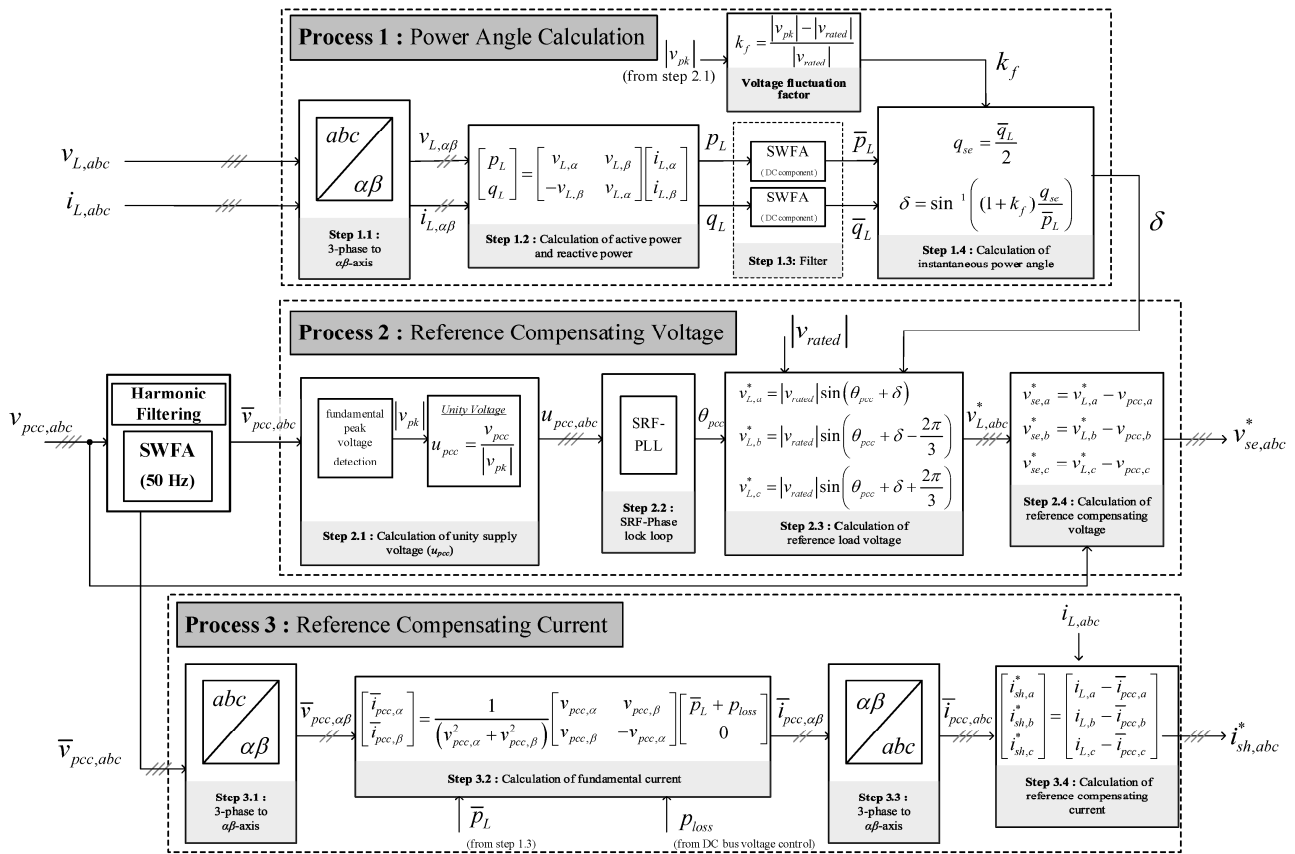 Process 1 : Power Angle Calculation
|v_pk|
(from step 2.1)
k_f = (|v_pk| − |v_rated|) / |v_rated|
Voltage fluctuation
factor
k_f
v_L,abc
i_L,abc
abc
αβ
Step 1.1 :
3-phase to
αβ-axis
v_L,αβ
i_L,αβ
[p_L; q_L] = [v_L,α v_L,β; −v_L,β v_L,α] [i_L,α; i_L,β]
Step 1.2 : Calculation of active power
and reactive power
p_L
q_L
SWFA
(DC component)
SWFA
(DC component)
Step 1.3: Filter
p̅_L
q̅_L
q_se = q̅_L / 2
δ = sin⁻¹((1 + k_f) q_se / p̅_L)
Step 1.4 : Calculation of
instantaneous power angle
δ
Process 2 : Reference Compensating Voltage
|v_rated|
v_pcc,abc
Harmonic
Filtering
SWFA
(50 Hz)
v̅_pcc,abc
fundamental
peak
voltage
detection
|v_pk|
Unity Voltage
u_pcc = v_pcc / |v_pk|
Step 2.1 : Calculation of unity supply
voltage (u_pcc)
u_pcc,abc
SRF-
PLL
Step 2.2 :
SRF-Phase
lock loop
θ_pcc
v*_L,a = |v_rated| sin(θ_pcc + δ)
v*_L,b = |v_rated| sin(θ_pcc + δ − 2π/3)
v*_L,c = |v_rated| sin(θ_pcc + δ + 2π/3)
Step 2.3 : Calculation of
reference load voltage
v*_L,abc
v*_se,a = v*_L,a − v_pcc,a
v*_se,b = v*_L,b − v_pcc,b
v*_se,c = v*_L,c − v_pcc,c
Step 2.4 : Calculation of
reference compensating
voltage
v*_se,abc
Process 3 : Reference Compensating Current
v̅_pcc,abc
abc
αβ
Step 3.1 :
3-phase to
αβ-axis
v̅_pcc,αβ
[i̅_pcc,α; i̅_pcc,β] = 1 / (v²_pcc,α + v²_pcc,β) [v_pcc,α v_pcc,β; v_pcc,β −v_pcc,α] [p̅_L + p_loss; 0]
Step 3.2 : Calculation of fundamental current
p̅_L
(from step 1.3)
p_loss
(from DC bus voltage control)
i̅_pcc,αβ
αβ
abc
Step 3.3 :
3-phase to
αβ-axis
i̅_pcc,abc
i_L,abc
[i*_sh,a; i*_sh,b; i*_sh,c] = [i_L,a − i̅_pcc,a; i_L,b − i̅_pcc,b; i_L,c − i̅_pcc,c]
Step 3.4 : Calculation of
reference compensating
current
i*_sh,abc